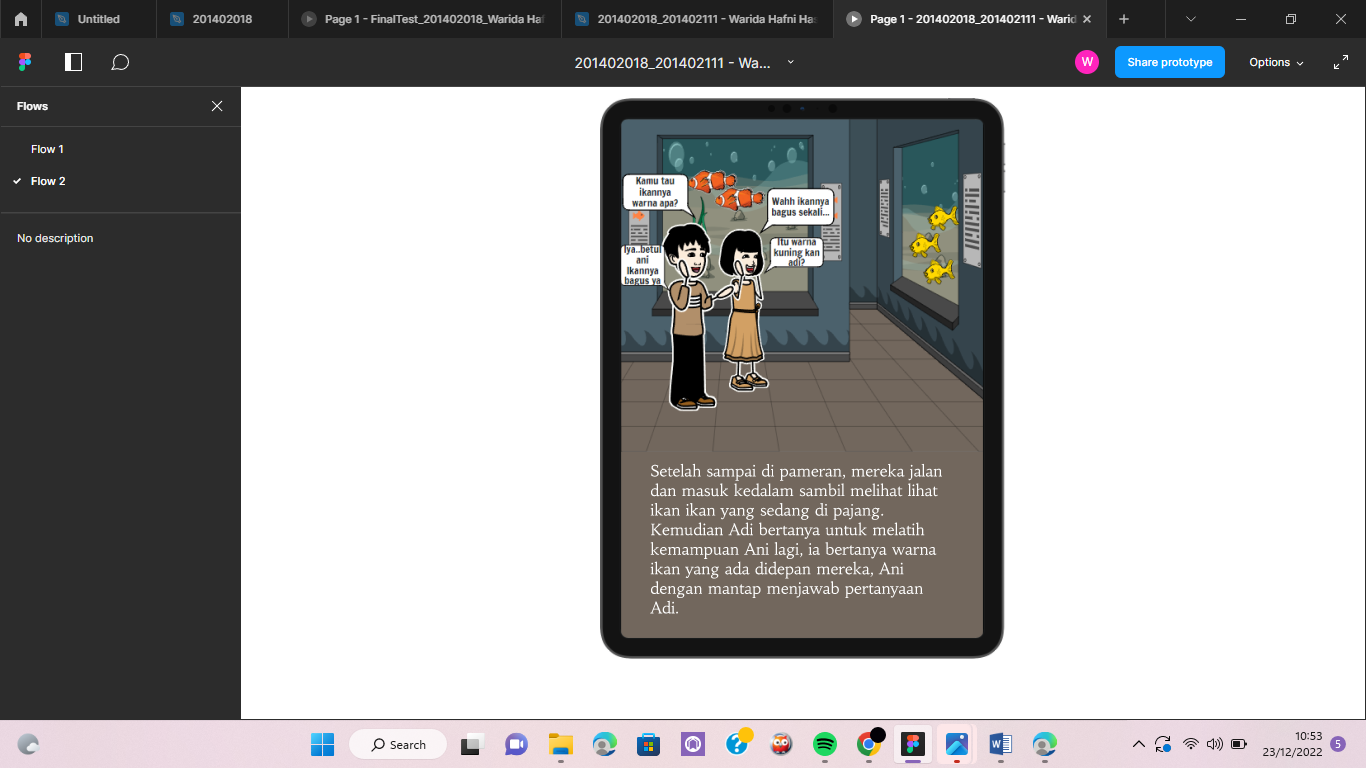 Untitled
201402018
Page 1 - FinalTest_201402018_Warida Haf
201402018_201402111 - Warida Hafni Has
Page 1 - 201402018_201402111 - Warid
201402018_201402111 - Wa...
W
Share prototype
Options
Flows
Flow 1
Flow 2
No description
Kamu tau
ikannya
warna apa?
Wahh ikannya
bagus sekali...
Iya..betul
ani
Ikannya
bagus ya
Itu warna
kuning kan
adi?
Setelah sampai di pameran, mereka jalan
dan masuk kedalam sambil melihat lihat
ikan ikan yang sedang di pajang.
Kemudian Adi bertanya untuk melatih
kemampuan Ani lagi, ia bertanya warna
ikan yang ada didepan mereka, Ani
dengan mantap menjawab pertanyaan
Adi.
Search
10:53
23/12/2022
5